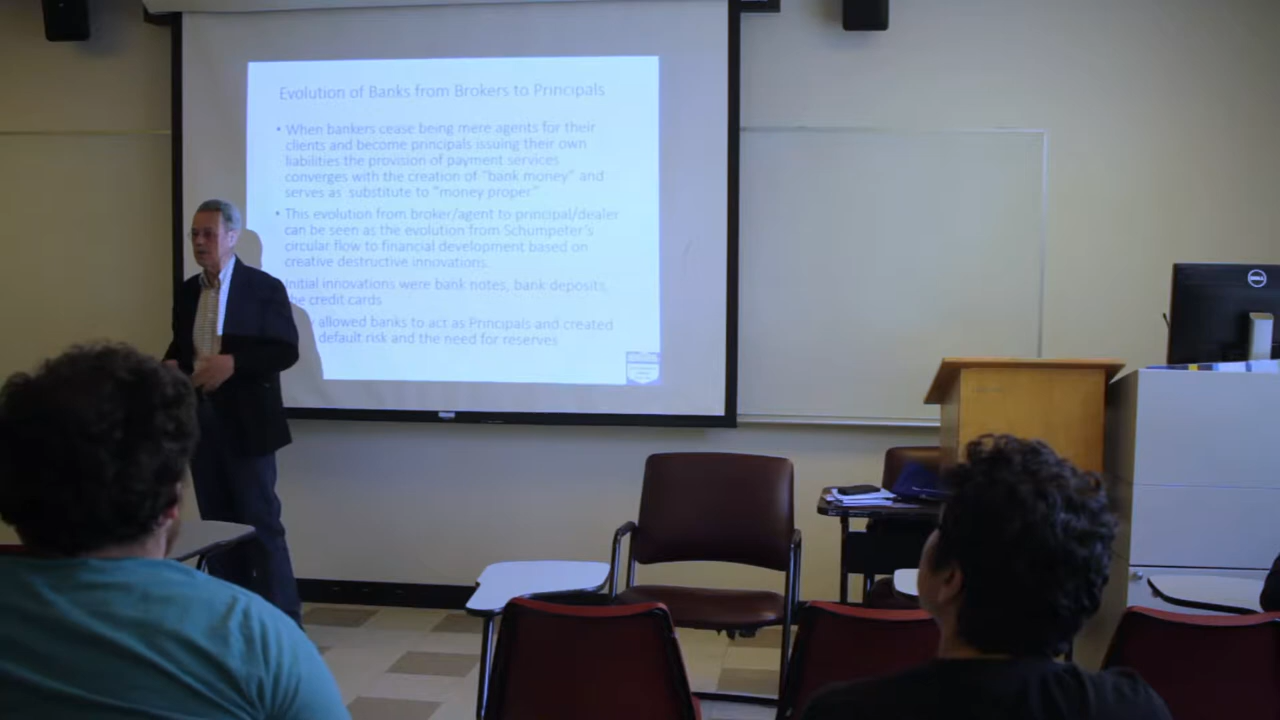 Evolution of Banks from Brokers to Principals
• When bankers cease being mere agents for their
clients and become principals issuing their own
liabilities the provision of payment services
converges with the creation of "bank money" and
serves as substitute to "money proper"
• This evolution from broker/agent to principal/dealer
can be seen as the evolution from Schumpeter's
circular flow to financial development based on
creative destructive innovations.
Initial innovations were bank notes, bank deposits,
credit cards
allowed banks to act as Principals and created
default risk and the need for reserves
DELL